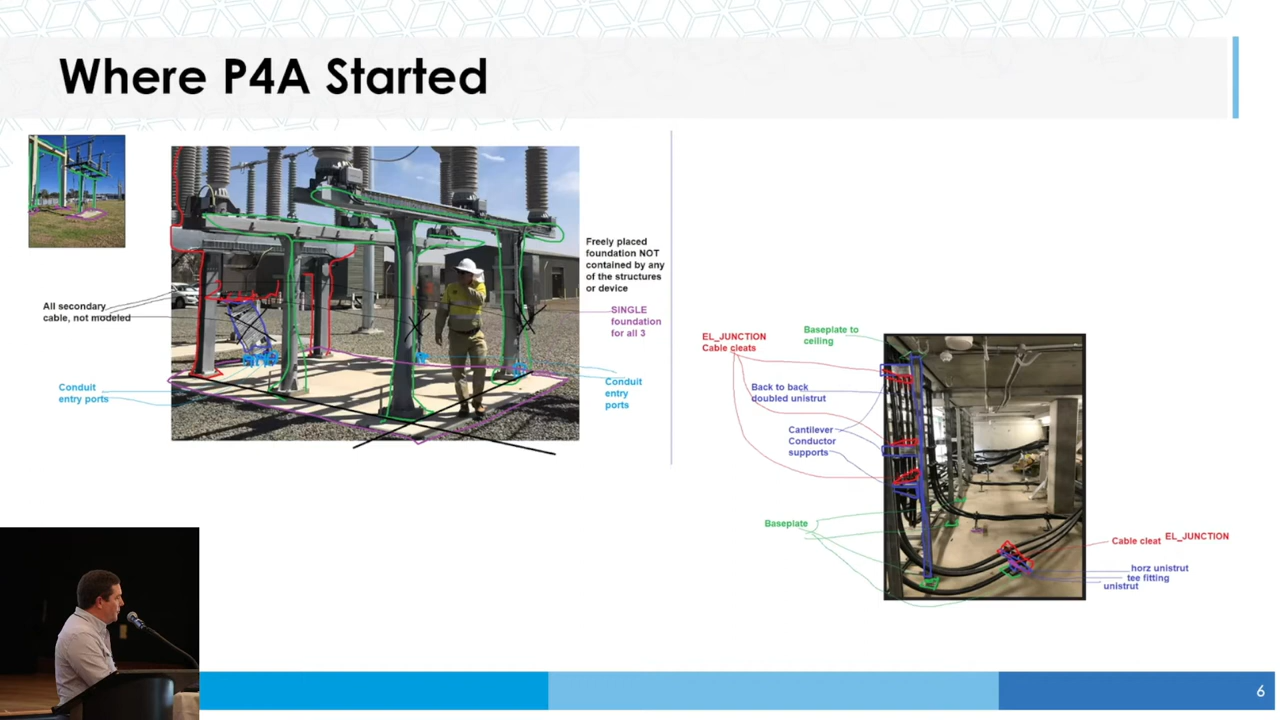 Where P4A Started
All secondary
cable, not modeled
Conduit
entry ports
Freely placed
foundation NOT
contained by any
of the structures
or device
SINGLE
foundation
for all 3
Conduit
entry
ports
EL_JUNCTION
Cable cleats
Baseplate to
ceiling
Back to back
doubled unistrut
Cantilever
Conductor
supports
Baseplate
Cable cleat EL_JUNCTION
horz unistrut
tee fitting
unistrut
6